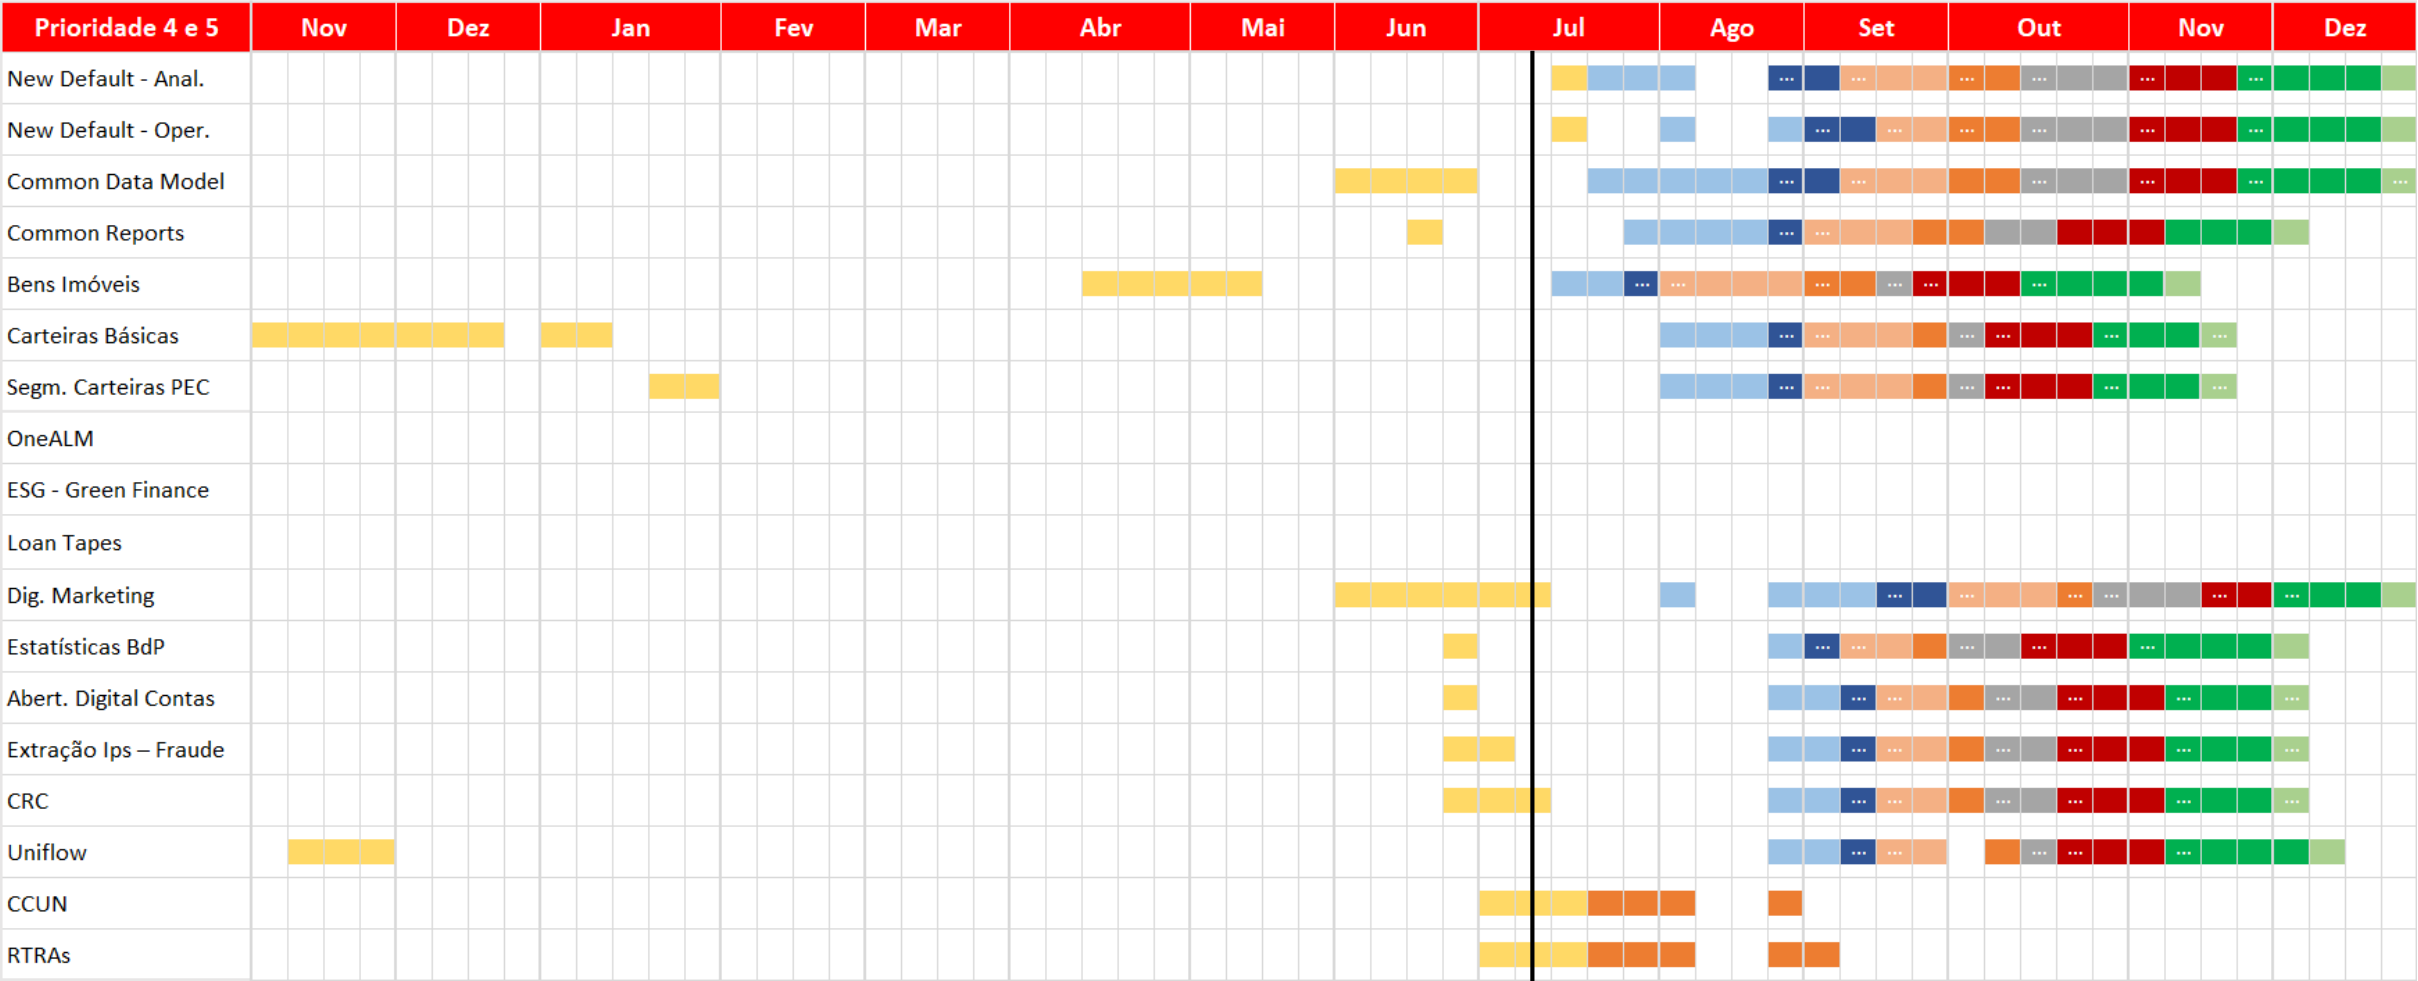 Prioridade 4 e 5 Nov Dez Jan Fev Mar Abr Mai Jun Jul Ago Set Out Nov Dez
New Default - Anal. ... ... ... ... ... ...
New Default - Oper. ... ... ... ... ... ...
Common Data Model ... ... ... ... ... ...
Common Reports ... ...
Bens Imóveis ... ... ... ... ... ...
Carteiras Básicas ... ... ... ... ... ...
Segm. Carteiras PEC ... ... ... ... ... ...
OneALM
ESG - Green Finance
Loan Tapes
Dig. Marketing ... ... ... ... ... ...
Estatísticas BdP ... ... ... ... ...
Abert. Digital Contas ... ... ... ... ... ...
Extração Ips – Fraude ... ... ... ... ... ...
CRC ... ... ... ... ... ...
Uniflow ... ... ... ... ...
CCUN
RTRAs